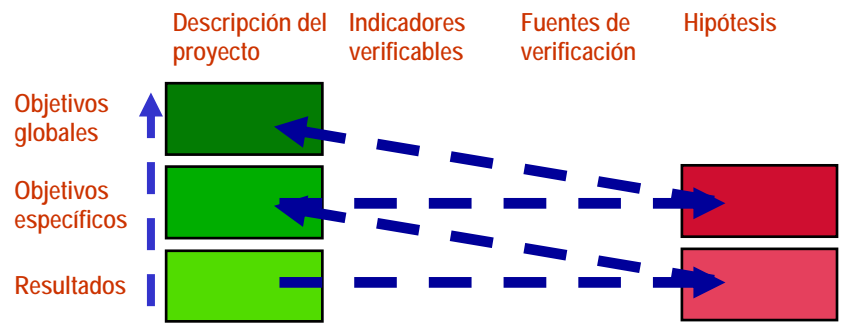 Descripción del
proyecto
Indicadores
verificables
Fuentes de
verificación
Hipótesis
Objetivos
globales
Objetivos
específicos
Resultados